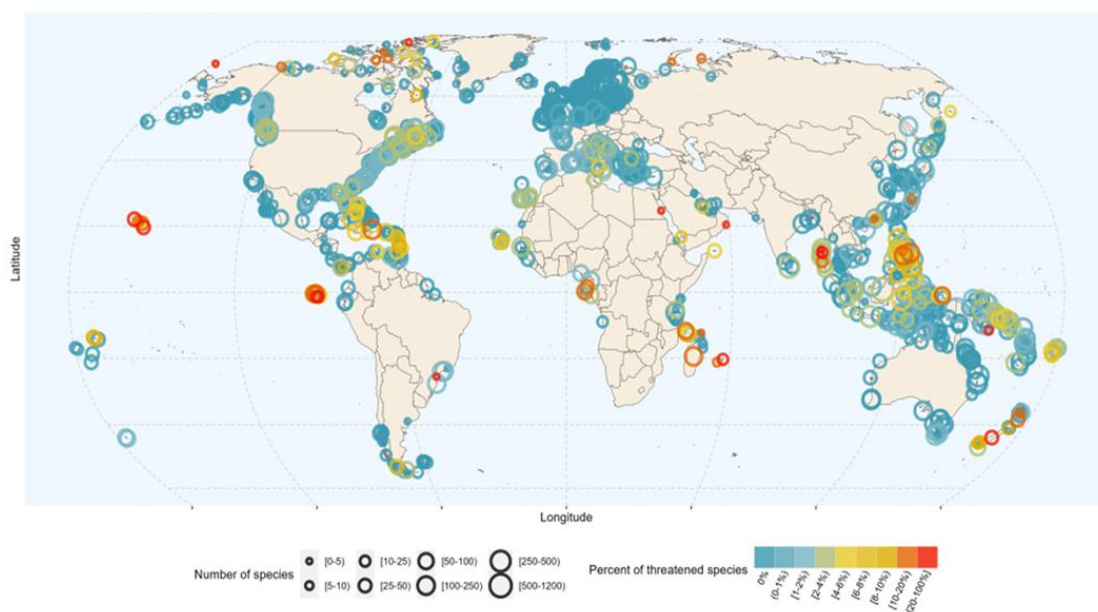 Latitude
Longitude
Number of species
[0-5) [10-25) [50-100) [250-500)
[5-10) [25-50) [100-250) [500-1200)
Percent of threatened species
0% (0-1%) [1-2%) [2-4%) [4-6%) [6-8%) [8-10%) [10-20%) [20-100%)